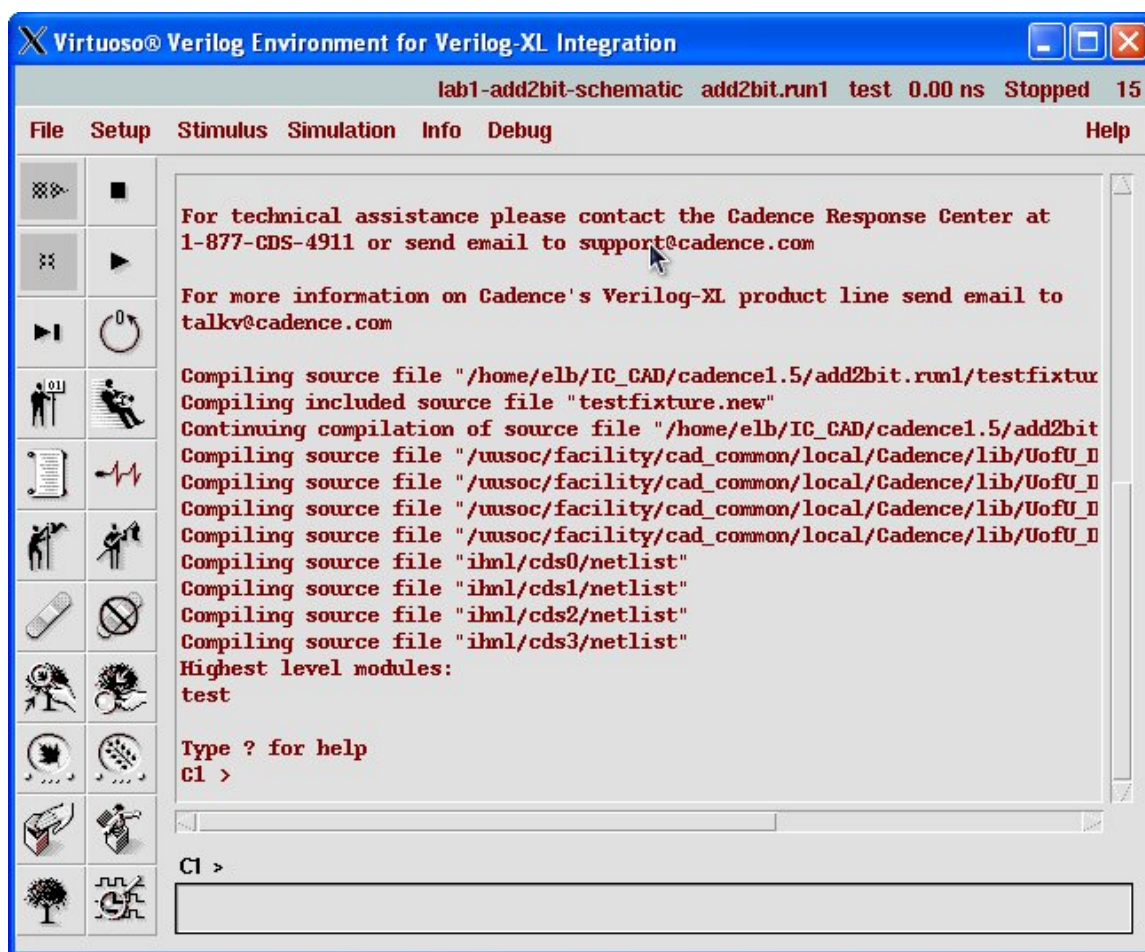 X Virtuoso® Verilog Environment for Verilog-XL Integration
lab1-add2bit-schematic add2bit.run1 test 0.00 ns Stopped 15
File Setup Stimulus Simulation Info Debug Help
For technical assistance please contact the Cadence Response Center at
1-877-CDS-4911 or send email to support@cadence.com
For more information on Cadence's Verilog-XL product line send email to
talkv@cadence.com
Compiling source file "/home/elb/IC_CAD/cadence1.5/add2bit.run1/testfixtur
Compiling included source file "testfixture.new"
Continuing compilation of source file "/home/elb/IC_CAD/cadence1.5/add2bit
Compiling source file "/uusoc/facility/cad_common/local/Cadence/lib/UofU_D
Compiling source file "/uusoc/facility/cad_common/local/Cadence/lib/UofU_D
Compiling source file "/uusoc/facility/cad_common/local/Cadence/lib/UofU_D
Compiling source file "/uusoc/facility/cad_common/local/Cadence/lib/UofU_D
Compiling source file "ihnl/cds0/netlist"
Compiling source file "ihnl/cds1/netlist"
Compiling source file "ihnl/cds2/netlist"
Compiling source file "ihnl/cds3/netlist"
Highest level modules:
test
Type ? for help
C1 >
C1 >
0
01